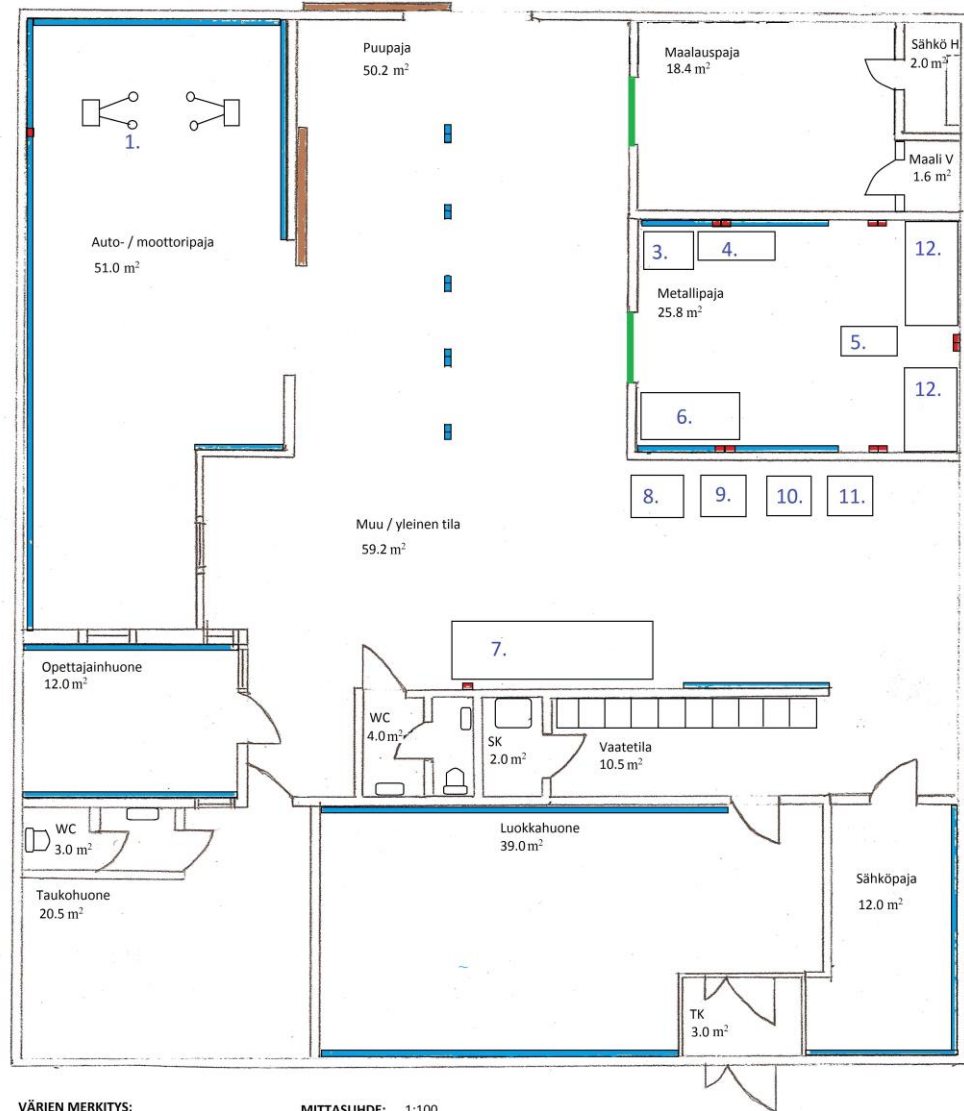 Puupaja
50.2 m²
Maalauspaja
18.4 m²
Sähkö H
2.0 m²
Maali V
1.6 m²
1.
Auto- / moottoripaja
51.0 m²
3.
4.
12.
Metallipaja
25.8 m²
5.
12.
6.
8.
9.
10.
11.
Muu / yleinen tila
59.2 m²
7.
Opettajainhuone
12.0 m²
WC
4.0 m²
SK
2.0 m²
Vaatetila
10.5 m²
WC
3.0 m²
Luokkahuone
39.0 m²
Taukohuone
20.5 m²
Sähköpaja
12.0 m²
TK
3.0 m²
VÄRIEN MERKITYS:
MITTASUHDE: 1:100